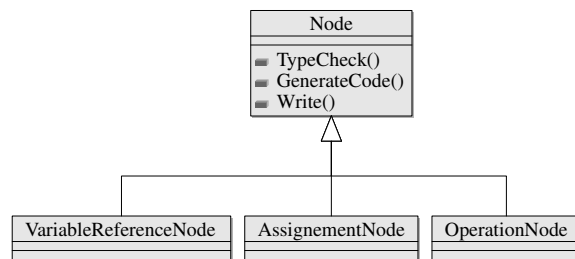 Node
TypeCheck()
GenerateCode()
Write()
VariableReferenceNode
AssignementNode
OperationNode